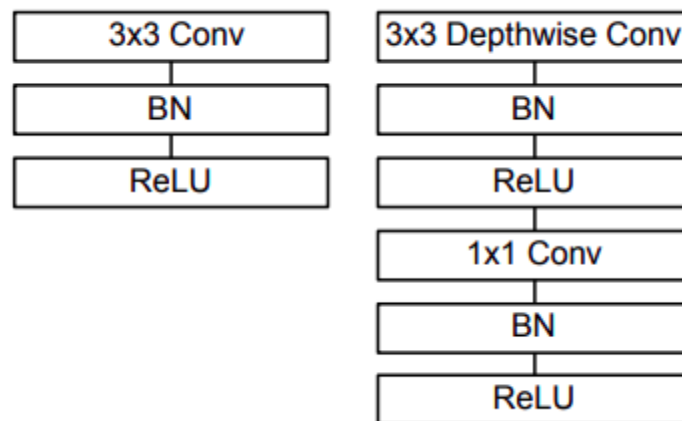 3x3 Conv
BN
ReLU
3x3 Depthwise Conv
BN
ReLU
1x1 Conv
BN
ReLU